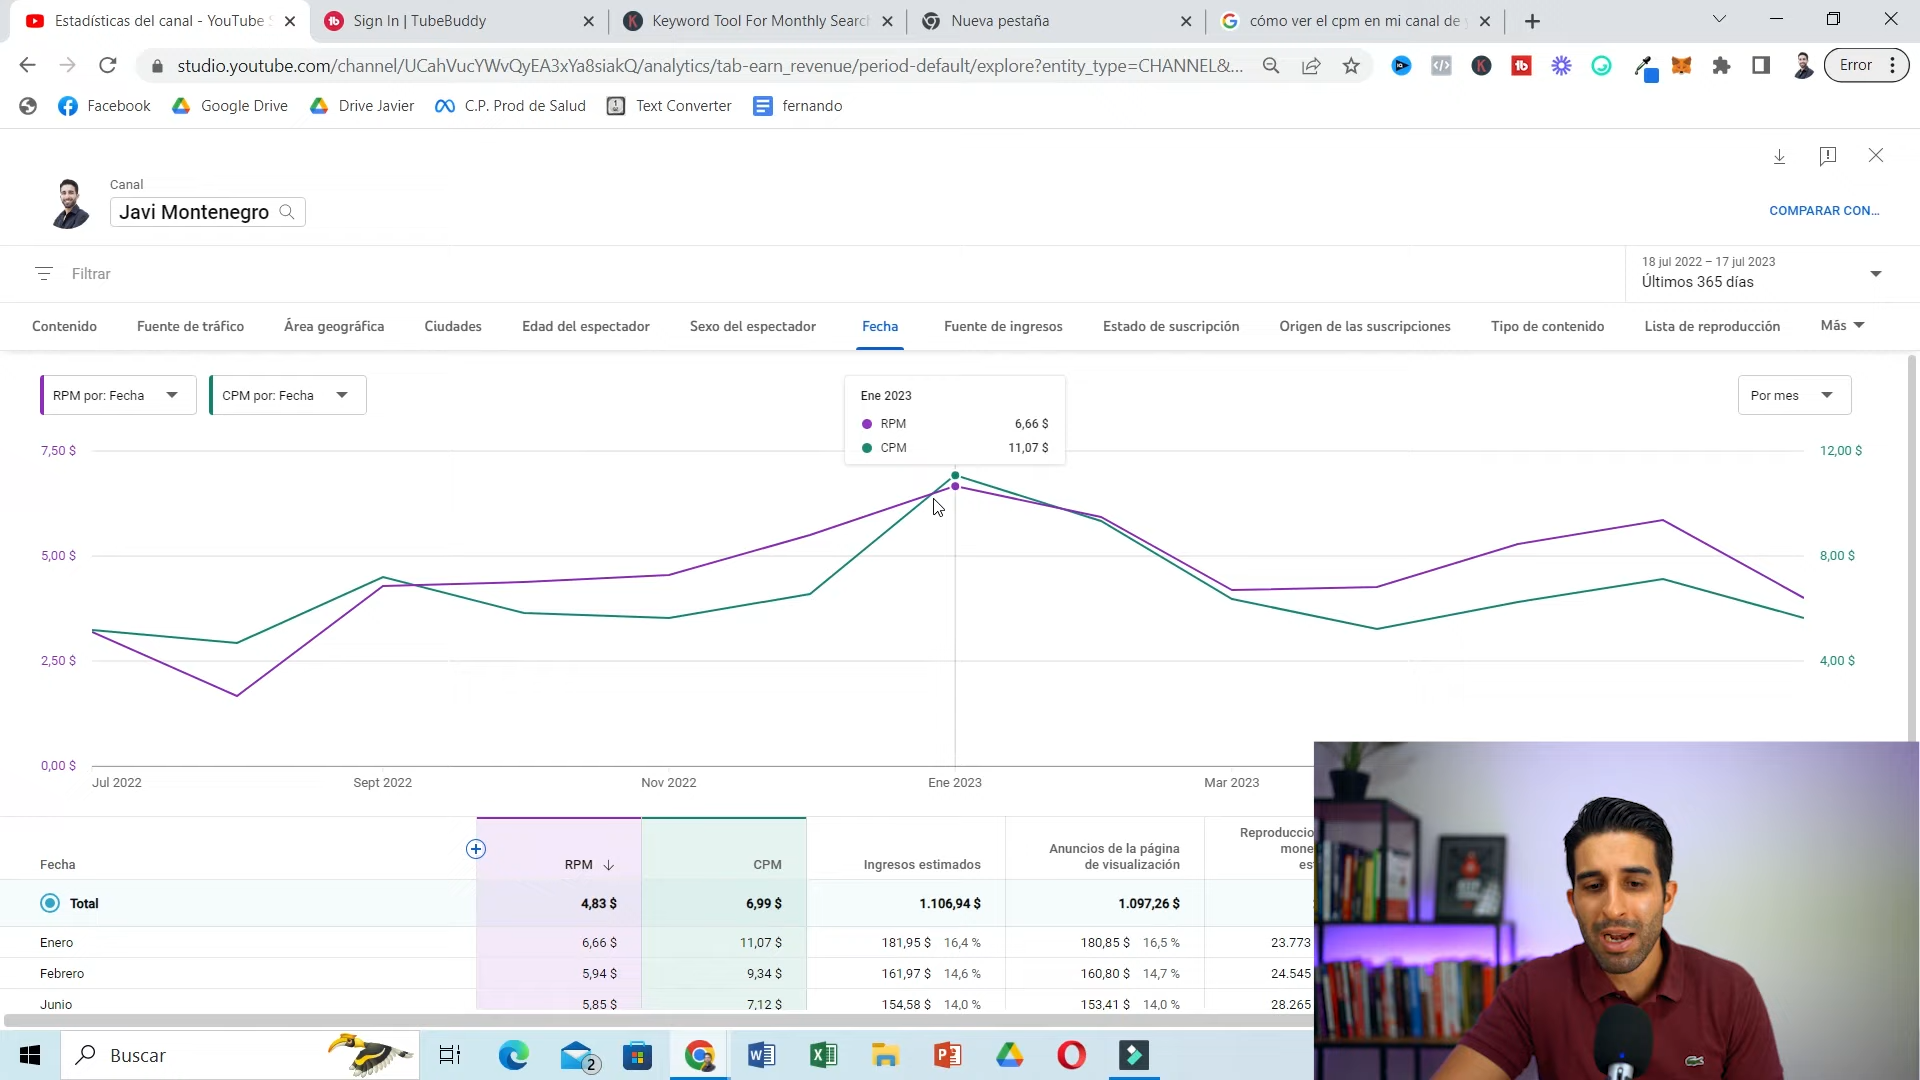 Estadísticas del canal - YouTube S
Sign In | TubeBuddy
Keyword Tool For Monthly Search
Nueva pestaña
cómo ver el cpm en mi canal de y
studio.youtube.com/channel/UCahVucYWvQyEA3xYa8siakQ/analytics/tab-earn_revenue/period-default/explore?entity_type=CHANNEL&...
Error
Facebook
Google Drive
Drive Javier
C.P. Prod de Salud
Text Converter
fernando
Canal
Javi Montenegro
COMPARAR CON...
Filtrar
18 jul 2022 – 17 jul 2023
Últimos 365 días
Contenido
Fuente de tráfico
Área geográfica
Ciudades
Edad del espectador
Sexo del espectador
Fecha
Fuente de ingresos
Estado de suscripción
Origen de las suscripciones
Tipo de contenido
Lista de reproducción
Más
RPM por: Fecha
CPM por: Fecha
Por mes
Ene 2023
RPM 6,66 $
CPM 11,07 $
7,50 $
12,00 $
5,00 $
8,00 $
2,50 $
4,00 $
0,00 $
Jul 2022
Sept 2022
Nov 2022
Ene 2023
Mar 2023
Fecha
RPM
CPM
Ingresos estimados
Anuncios de la página
de visualización
Reproduccio
mone
es
Total 4,83 $ 6,99 $ 1.106,94 $ 1.097,26 $
Enero 6,66 $ 11,07 $ 181,95 $ 16,4 % 180,85 $ 16,5 % 23.773
Febrero 5,94 $ 9,34 $ 161,97 $ 14,6 % 160,80 $ 14,7 % 24.545
Junio 5,85 $ 7,12 $ 154,58 $ 14,0 % 153,41 $ 14,0 % 28.265
Buscar
2